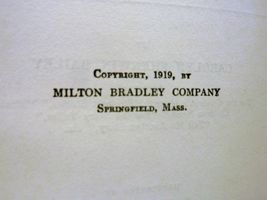 Copyright, 1919, by
MILTON BRADLEY COMPANY
Springfield, Mass.